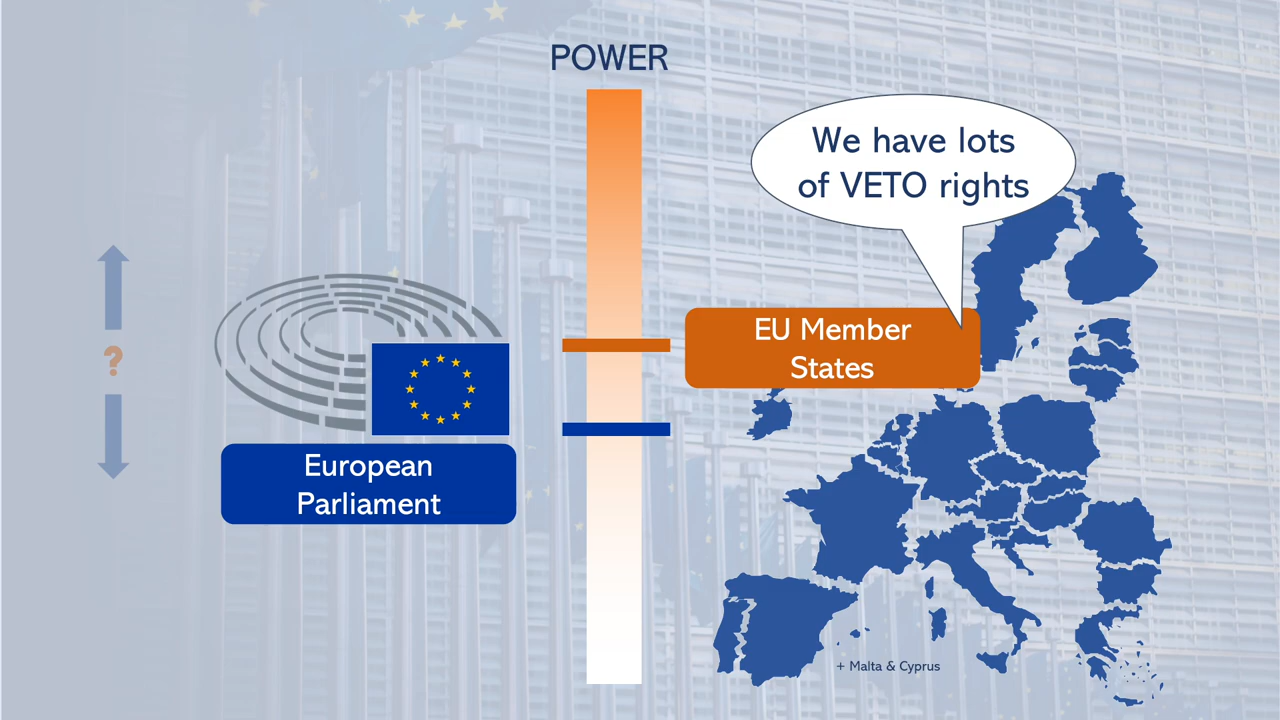 POWER
We have lots
of VETO rights
?
EU Member
States
European
Parliament
+ Malta & Cyprus